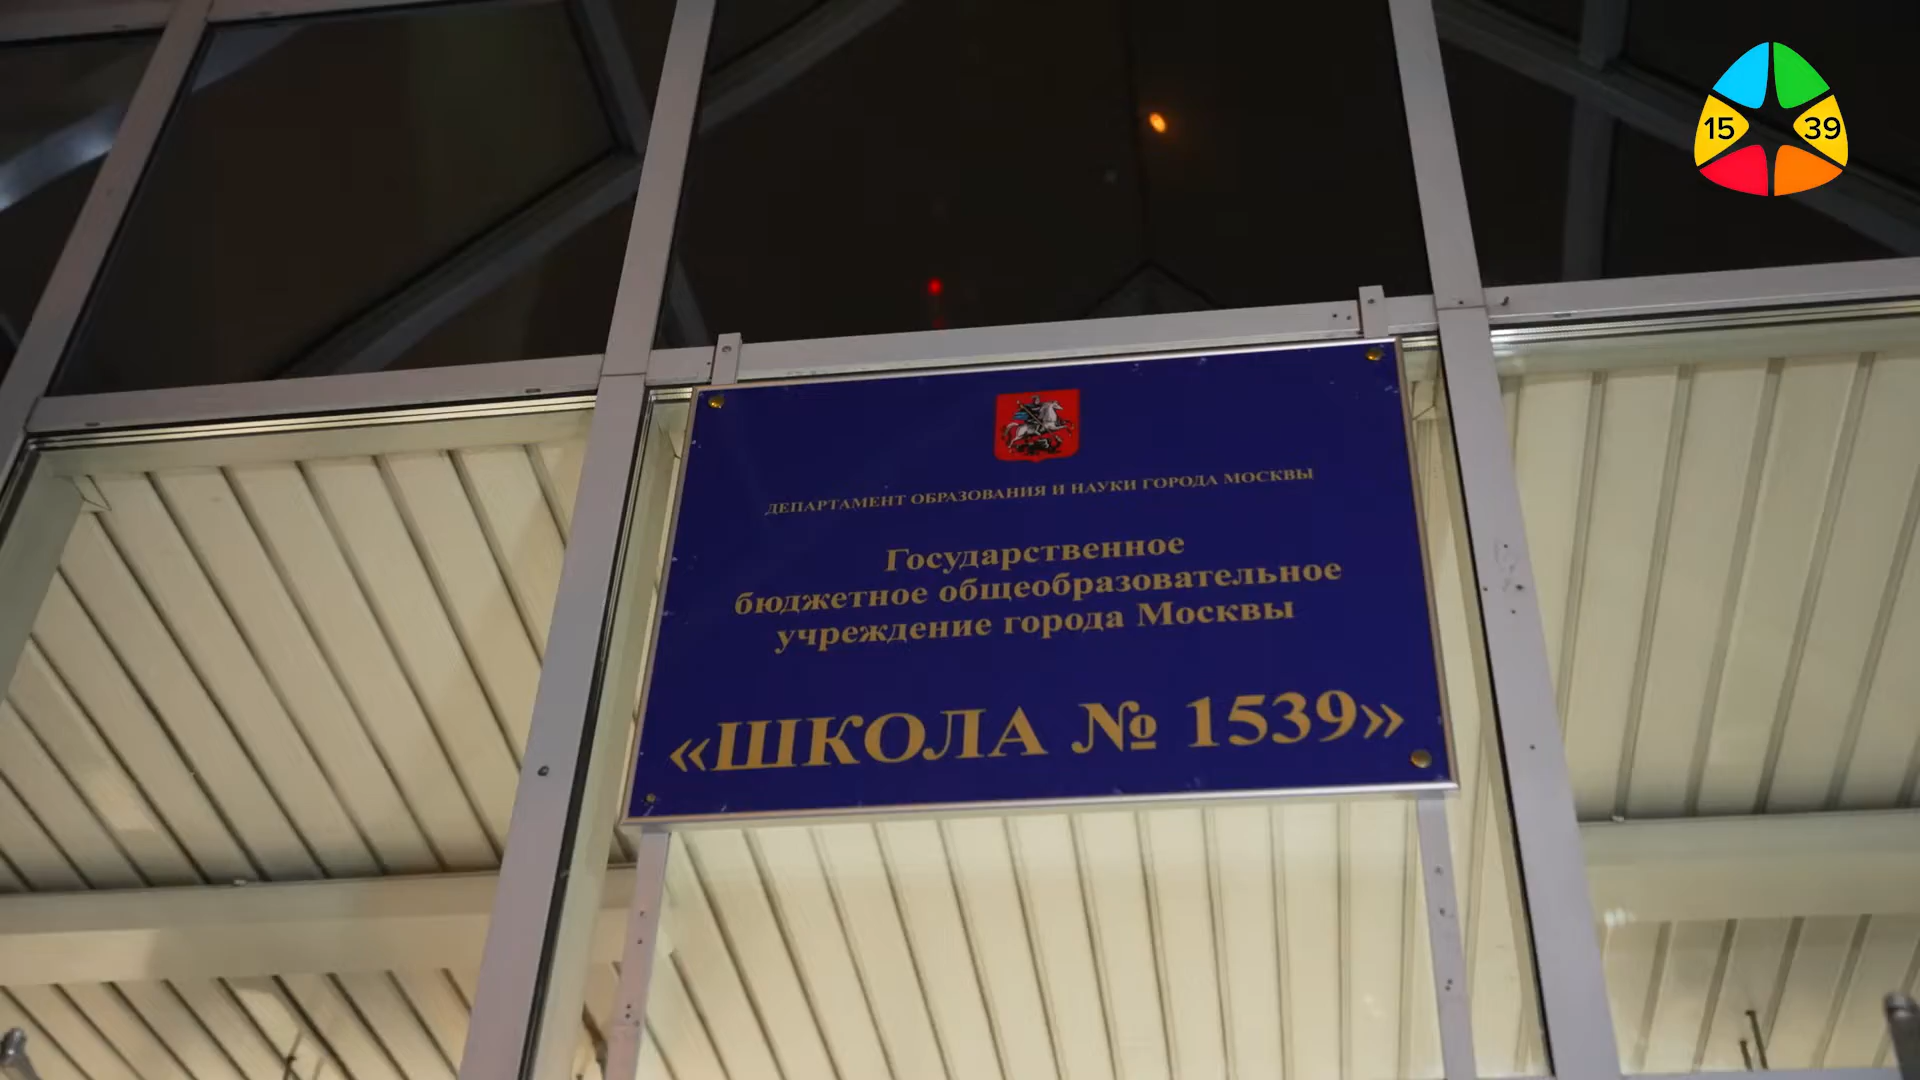 15 39
ДЕПАРТАМЕНТ ОБРАЗОВАНИЯ И НАУКИ ГОРОДА МОСКВЫ
Государственное
бюджетное общеобразовательное
учреждение города Москвы
«ШКОЛА № 1539»